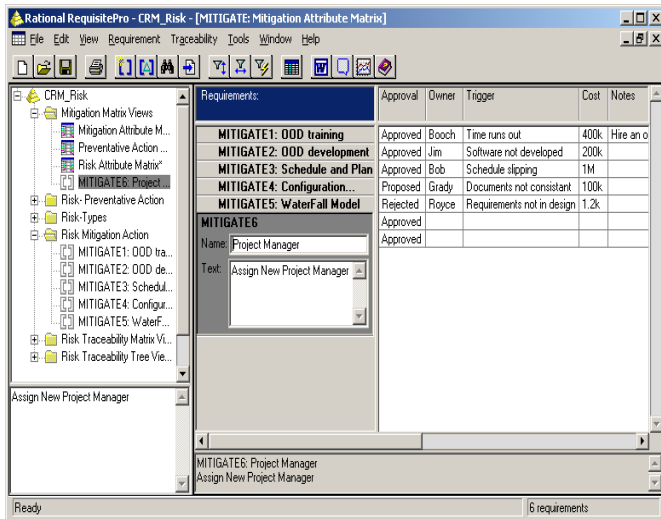 Rational RequisitePro - CRM_Risk - [MITIGATE: Mitigation Attribute Matrix]
File Edit View Requirement Traceability Tools Window Help
CRM_Risk
Mitigation Matrix Views
Mitigation Attribute M...
Preventative Action ...
Risk Attribute Matrix*
MITIGATE6: Project ...
Risk- Preventative Action
Risk-Types
Risk Mitigation Action
MITIGATE1: OOD tra...
MITIGATE2: OOD de...
MITIGATE3: Schedul...
MITIGATE4: Configur...
MITIGATE5: WaterF...
Risk Traceability Matrix Vi...
Risk Traceability Tree Vie...
Assign New Project Manager
Requirements: Approval Owner Trigger Cost Notes
MITIGATE1: OOD training Approved Booch Time runs out 400k Hire an o
MITIGATE2: OOD development Approved Jim Software not developed 200k
MITIGATE3: Schedule and Plan Approved Bob Schedule slipping 1M
MITIGATE4: Configuration... Proposed Grady Documents not consistant 100k
MITIGATE5: WaterFall Model Rejected Royce Requirements not in design 1.2k
MITIGATE6 Approved
Approved
Name: Project Manager
Text: Assign New Project Manager
MITIGATE6: Project Manager
Assign New Project Manager
Ready 6 requirements